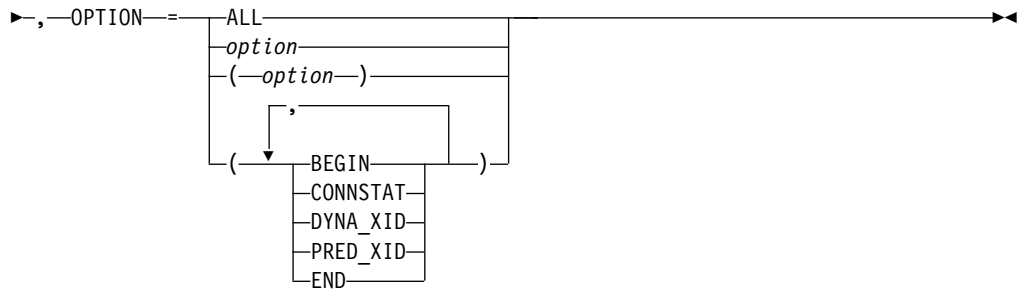 , OPTION = ALL
option
( option )
,
( BEGIN )
CONNSTAT
DYNA_XID
PRED_XID
END